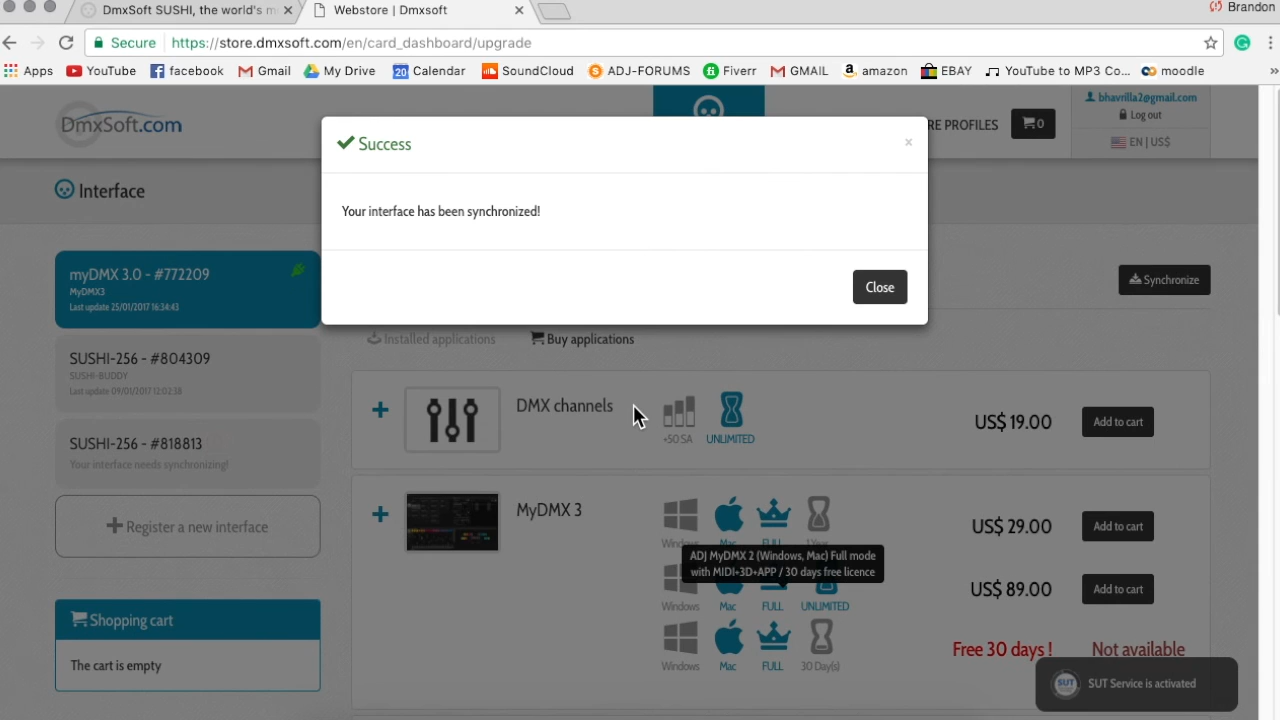 DmxSoft SUSHI, the world's m
Webstore | Dmxsoft
Brandon
Secure
https://store.dmxsoft.com/en/card_dashboard/upgrade
Apps
YouTube
facebook
Gmail
My Drive
20 Calendar
SoundCloud
ADJ-FORUMS
Fiverr
GMAIL
amazon
EBAY
YouTube to MP3 Co...
moodle
DmxSoft.com
RE PROFILES
0
bhavrilla2@gmail.com
Log out
EN | US$
Interface
Success
×
Your interface has been synchronized!
Close
myDMX 3.0 - #772209
MyDMX3
Last update 25/01/2017 16:34:43
SUSHI-256 - #804309
SUSHI-BUDDY
Last update 09/01/2017 12:02:38
SUSHI-256 - #818813
Your interface needs synchronizing!
Register a new interface
Shopping cart
The cart is empty
Synchronize
Installed applications
Buy applications
DMX channels
+50 SA
UNLIMITED
US$ 19.00
Add to cart
MyDMX 3
Windows
Mac
FULL
1 Year
US$ 29.00
Add to cart
ADJ MyDMX 2 (Windows, Mac) Full mode
with MIDI+3D+APP / 30 days free licence
Windows
Mac
FULL
UNLIMITED
US$ 89.00
Add to cart
Windows
Mac
FULL
30 Day(s)
Free 30 days !
Not available
SUT
SUT Service is activated